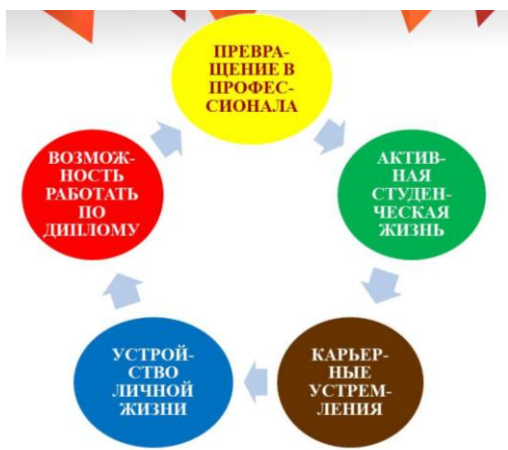 ПРЕВРА-
ЩЕНИЕ В
ПРОФЕС-
СИОНАЛА
АКТИВ-
НАЯ
СТУДЕН-
ЧЕСКАЯ
ЖИЗНЬ
КАРЬЕР-
НЫЕ
УСТРЕМ-
ЛЕНИЯ
УСТРОЙ-
СТВО
ЛИЧНОЙ
ЖИЗНИ
ВОЗМОЖ-
НОСТЬ
РАБОТАТЬ
ПО
ДИПЛОМУ